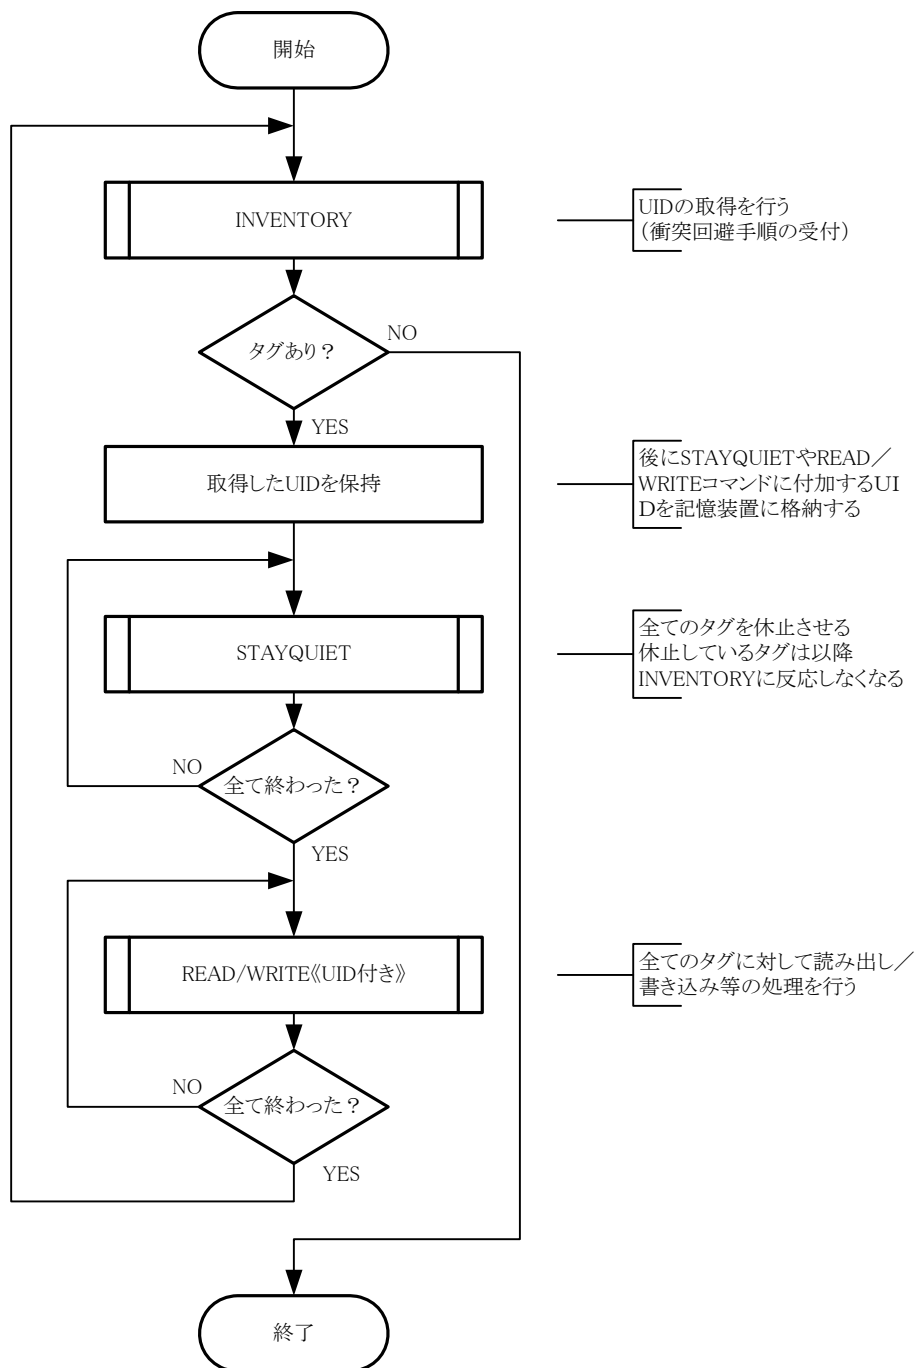 開始
INVENTORY
UIDの取得を行う
(衝突回避手順の受付)
タグあり?
NO
YES
取得したUIDを保持
後にSTAYQUIETやREAD/
WRITEコマンドに付加するUI
Dを記憶装置に格納する
STAYQUIET
全てのタグを休止させる
休止しているタグは以降
INVENTORYに反応しなくなる
NO
全て終わった?
YES
READ/WRITE《UID付き》
全てのタグに対して読み出し/
書き込み等の処理を行う
NO
全て終わった?
YES
終了